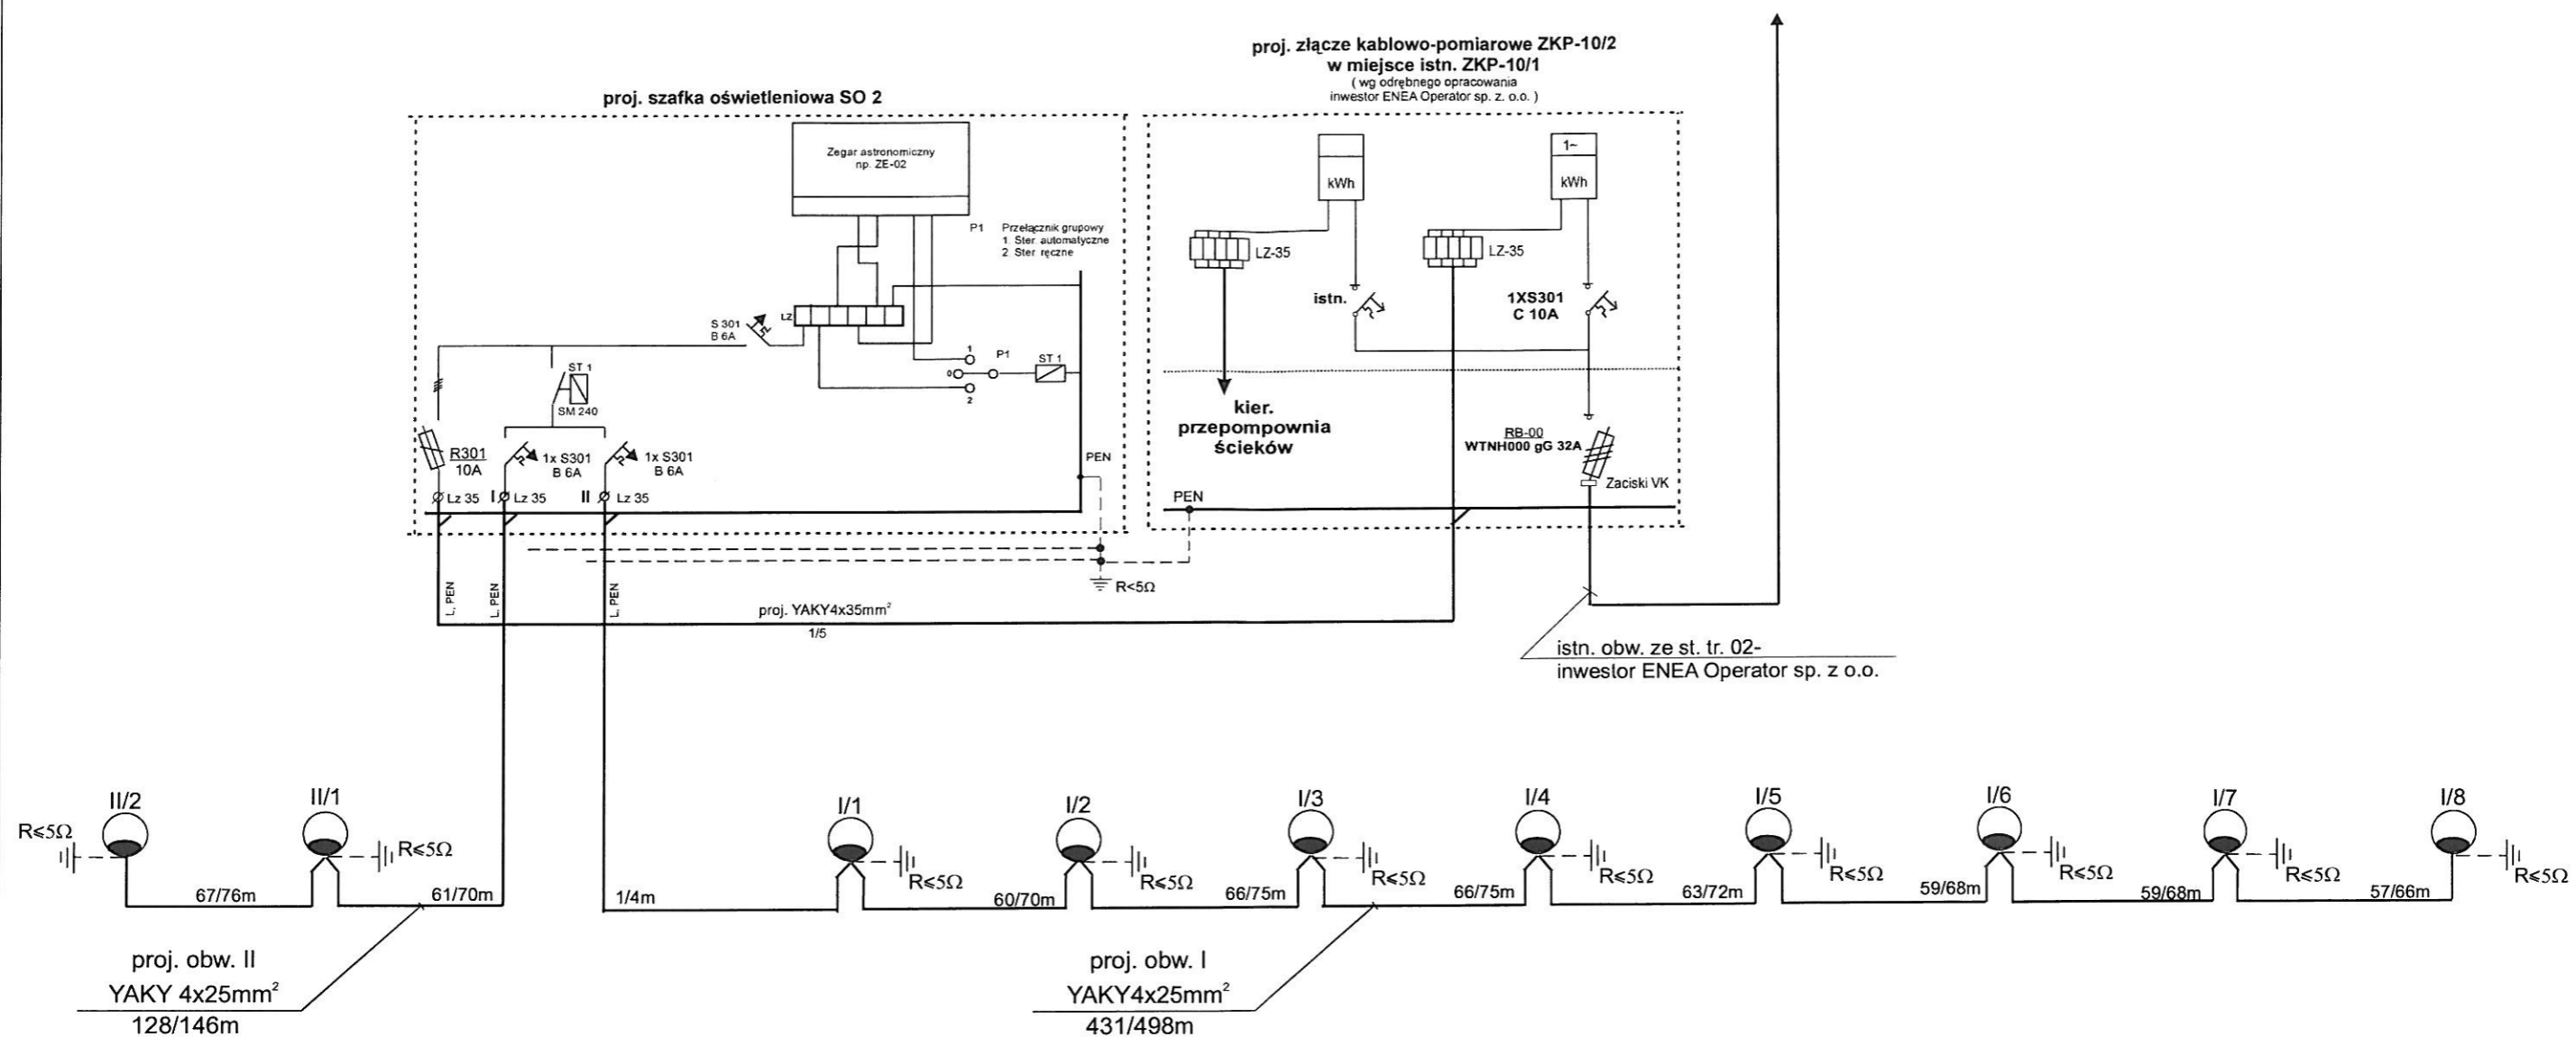 proj. złącze kablowo-pomiarowe ZKP-10/2
w miejsce istn. ZKP-10/1
( wg odrębnego opracowania
inwestor ENEA Operator sp. z. o.o. )
proj. szafka oświetleniowa SO 2
Zegar astronomiczny
np. ZE-02
P1 Przełącznik grupowy
1. Ster. automatyczne
2. Ster. ręczne
S 301
B 6A
LZ
1
P1
0
2
ST 1
ST 1
SM 240
R301
10A
1x S301
B 6A
1x S301
B 6A
Lz 35
I
Lz 35
II
Lz 35
PEN
L, PEN
L, PEN
L, PEN
R<5Ω
proj. YAKY4x35mm²
1/5
kWh
1~
kWh
LZ-35
LZ-35
istn.
1XS301
C 10A
kier.
przepompownia
ścieków
RB-00
WTNH000 gG 32A
Zaciski VK
PEN
istn. obw. ze st. tr. 02-
inwestor ENEA Operator sp. z o.o.
II/2
II/1
I/1
I/2
I/3
I/4
I/5
I/6
I/7
I/8
R≤5Ω
R≤5Ω
R≤5Ω
R≤5Ω
R≤5Ω
R≤5Ω
R≤5Ω
R≤5Ω
R≤5Ω
R≤5Ω
67/76m
61/70m
1/4m
60/70m
66/75m
66/75m
63/72m
59/68m
59/68m
57/66m
proj. obw. II
YAKY 4x25mm²
128/146m
proj. obw. I
YAKY4x25mm²
431/498m